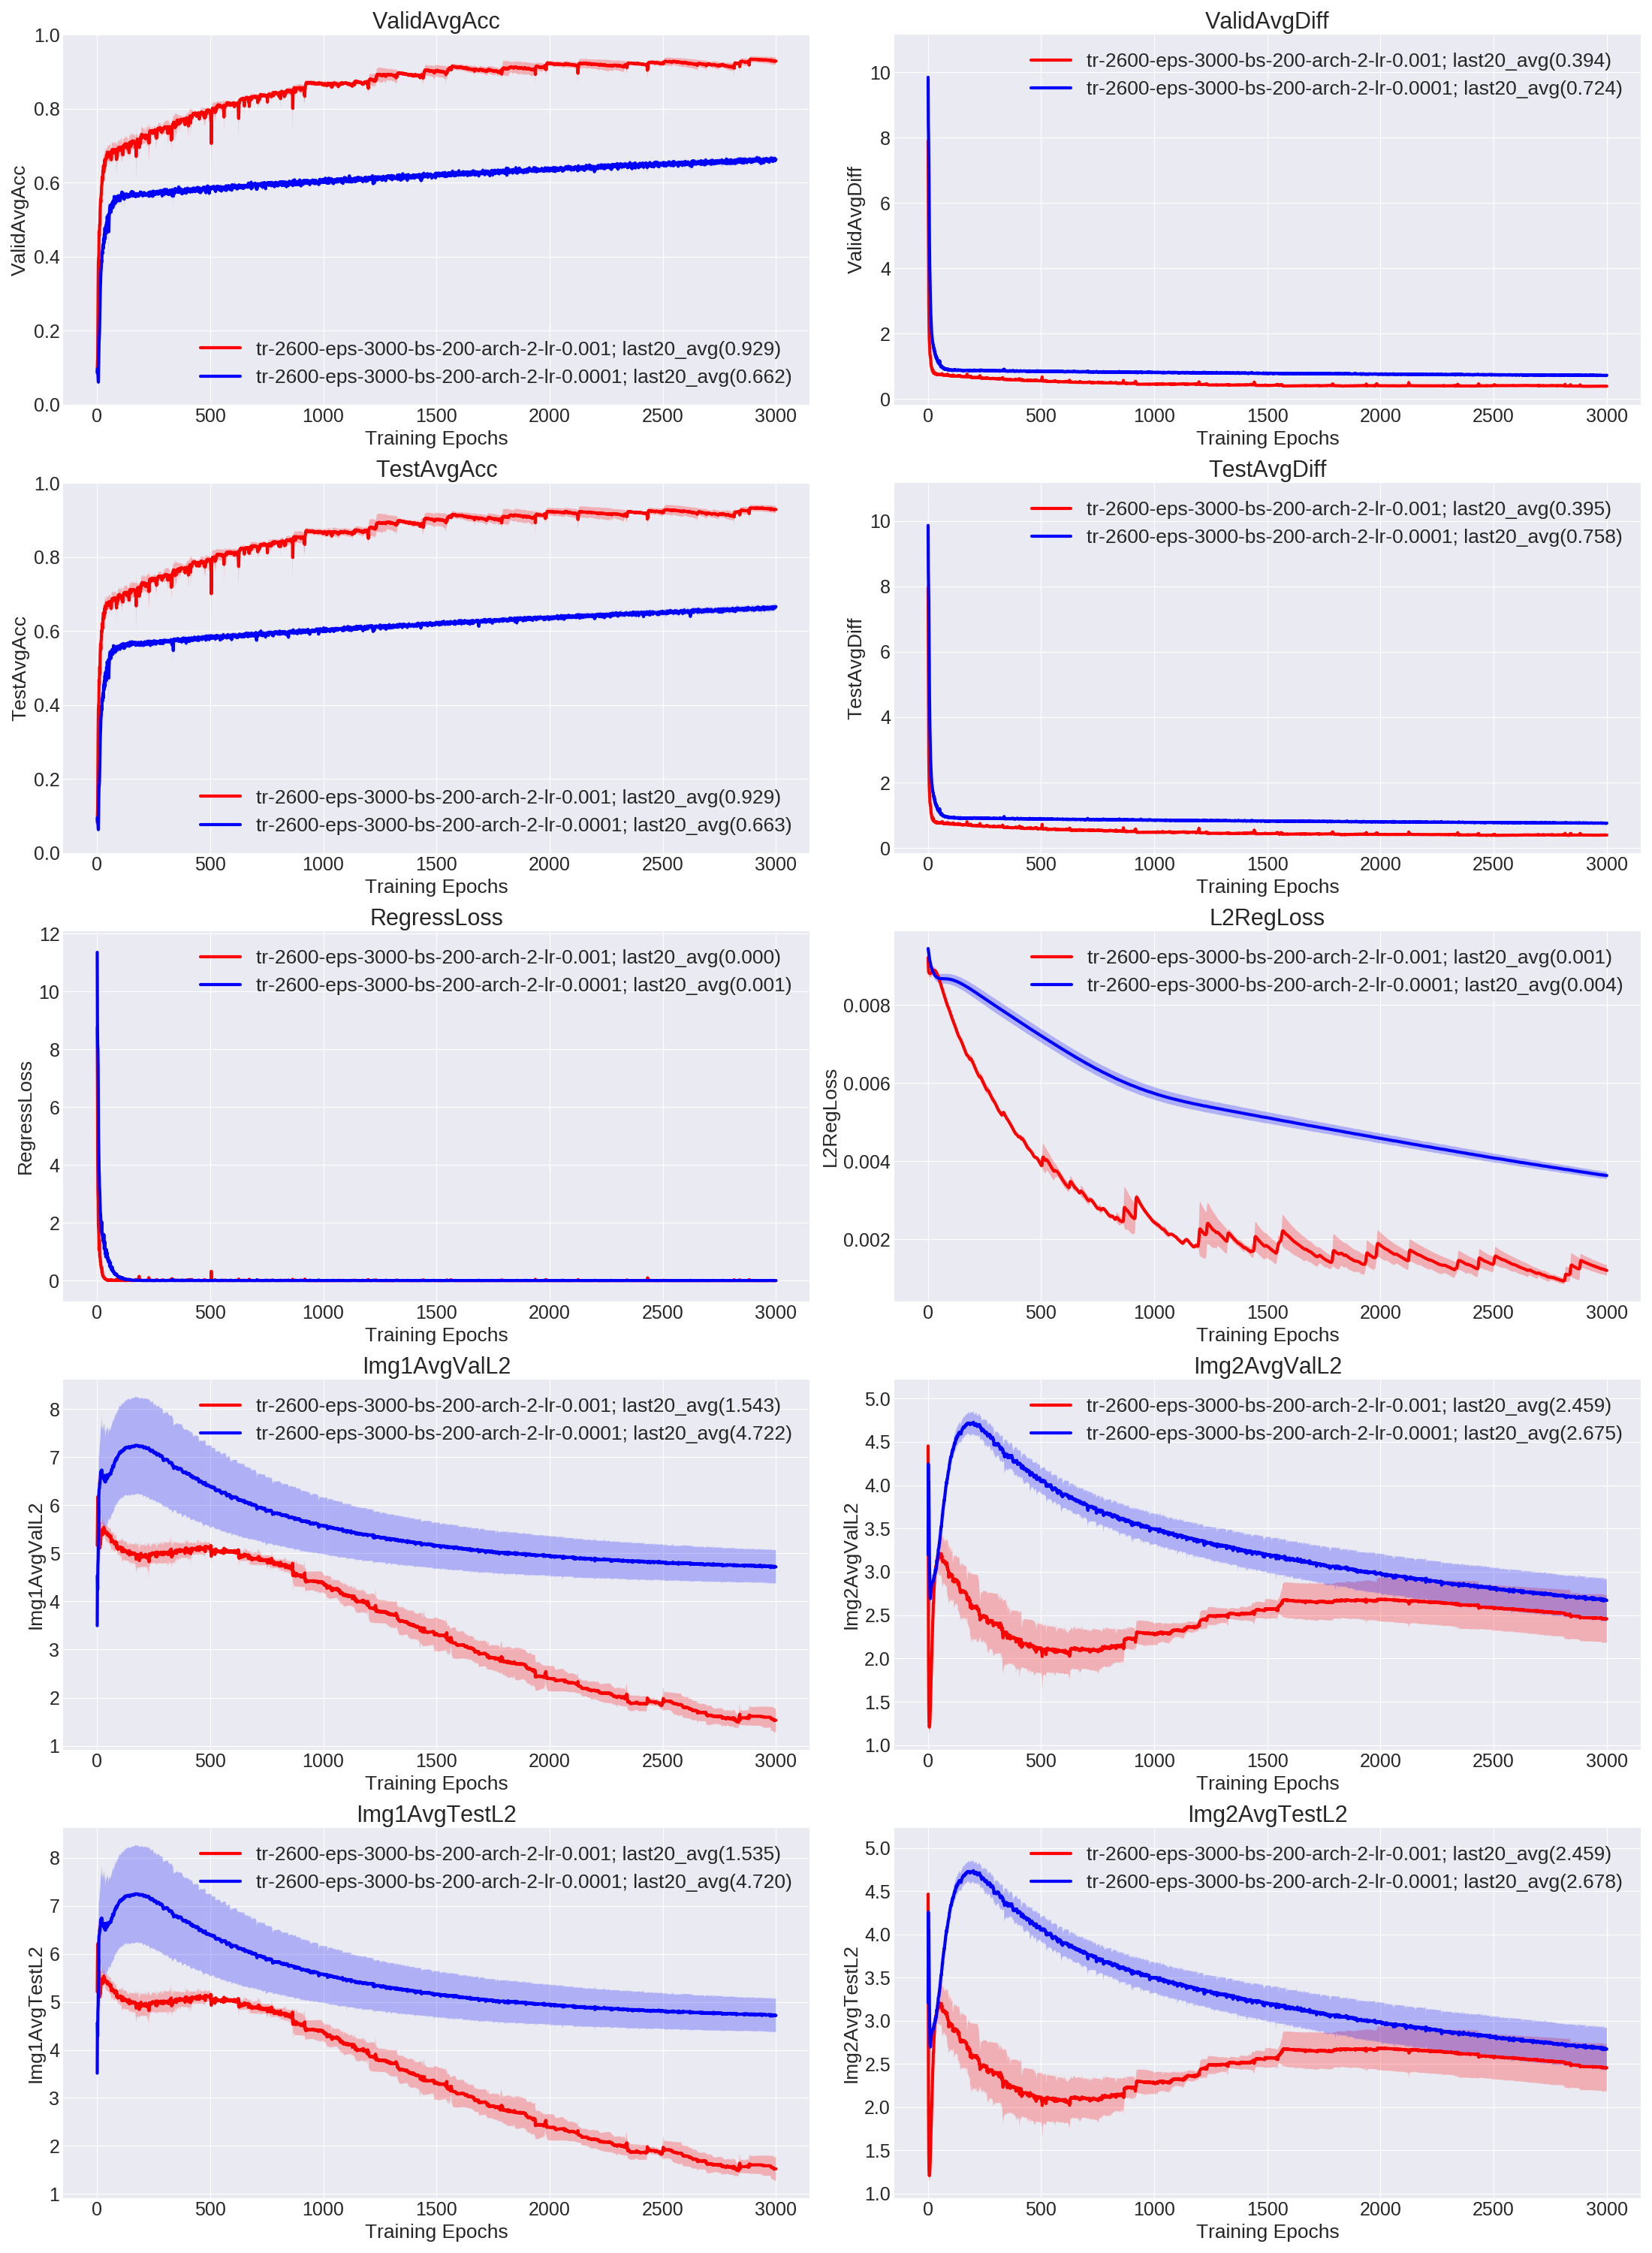 ValidAvgAcc
ValidAvgAcc
1.0
0.8
0.6
0.4
0.2
0.0
tr-2600-eps-3000-bs-200-arch-2-lr-0.001; last20_avg(0.929)
tr-2600-eps-3000-bs-200-arch-2-lr-0.0001; last20_avg(0.662)
0 500 1000 1500 2000 2500 3000
Training Epochs
ValidAvgDiff
ValidAvgDiff
10
8
6
4
2
0
tr-2600-eps-3000-bs-200-arch-2-lr-0.001; last20_avg(0.394)
tr-2600-eps-3000-bs-200-arch-2-lr-0.0001; last20_avg(0.724)
0 500 1000 1500 2000 2500 3000
Training Epochs
TestAvgAcc
TestAvgAcc
1.0
0.8
0.6
0.4
0.2
0.0
tr-2600-eps-3000-bs-200-arch-2-lr-0.001; last20_avg(0.929)
tr-2600-eps-3000-bs-200-arch-2-lr-0.0001; last20_avg(0.663)
0 500 1000 1500 2000 2500 3000
Training Epochs
TestAvgDiff
TestAvgDiff
10
8
6
4
2
0
tr-2600-eps-3000-bs-200-arch-2-lr-0.001; last20_avg(0.395)
tr-2600-eps-3000-bs-200-arch-2-lr-0.0001; last20_avg(0.758)
0 500 1000 1500 2000 2500 3000
Training Epochs
RegressLoss
RegressLoss
12
10
8
6
4
2
0
tr-2600-eps-3000-bs-200-arch-2-lr-0.001; last20_avg(0.000)
tr-2600-eps-3000-bs-200-arch-2-lr-0.0001; last20_avg(0.001)
0 500 1000 1500 2000 2500 3000
Training Epochs
L2RegLoss
L2RegLoss
0.008
0.006
0.004
0.002
tr-2600-eps-3000-bs-200-arch-2-lr-0.001; last20_avg(0.001)
tr-2600-eps-3000-bs-200-arch-2-lr-0.0001; last20_avg(0.004)
0 500 1000 1500 2000 2500 3000
Training Epochs
Img1AvgValL2
Img1AvgValL2
8
7
6
5
4
3
2
1
tr-2600-eps-3000-bs-200-arch-2-lr-0.001; last20_avg(1.543)
tr-2600-eps-3000-bs-200-arch-2-lr-0.0001; last20_avg(4.722)
0 500 1000 1500 2000 2500 3000
Training Epochs
Img2AvgValL2
Img2AvgValL2
5.0
4.5
4.0
3.5
3.0
2.5
2.0
1.5
1.0
tr-2600-eps-3000-bs-200-arch-2-lr-0.001; last20_avg(2.459)
tr-2600-eps-3000-bs-200-arch-2-lr-0.0001; last20_avg(2.675)
0 500 1000 1500 2000 2500 3000
Training Epochs
Img1AvgTestL2
Img1AvgTestL2
8
7
6
5
4
3
2
1
tr-2600-eps-3000-bs-200-arch-2-lr-0.001; last20_avg(1.535)
tr-2600-eps-3000-bs-200-arch-2-lr-0.0001; last20_avg(4.720)
0 500 1000 1500 2000 2500 3000
Training Epochs
Img2AvgTestL2
Img2AvgTestL2
5.0
4.5
4.0
3.5
3.0
2.5
2.0
1.5
1.0
tr-2600-eps-3000-bs-200-arch-2-lr-0.001; last20_avg(2.459)
tr-2600-eps-3000-bs-200-arch-2-lr-0.0001; last20_avg(2.678)
0 500 1000 1500 2000 2500 3000
Training Epochs